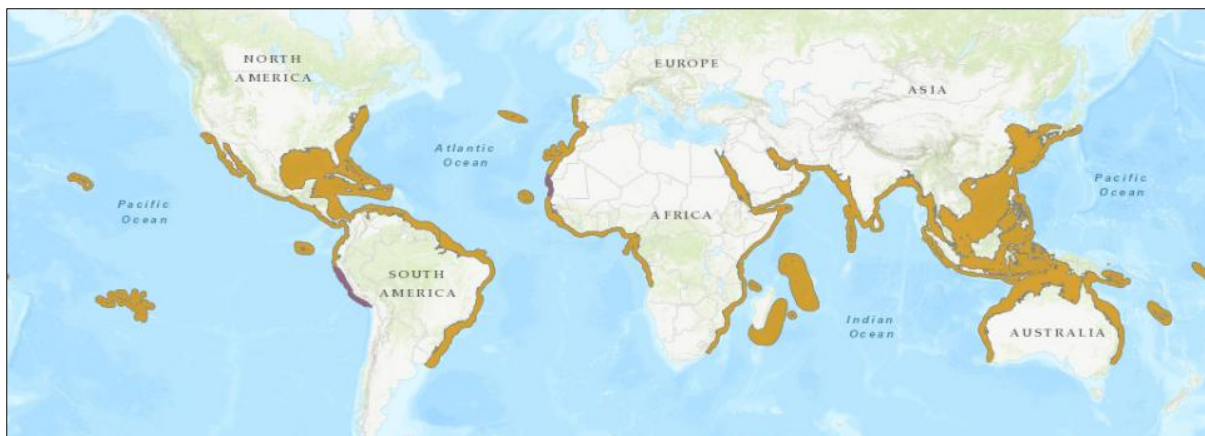 NORTH
AMERICA
EUROPE
ASIA
Atlantic
Ocean
Pacific
Ocean
Pacific
Ocean
AFRICA
SOUTH
AMERICA
Indian
Ocean
AUSTRALIA